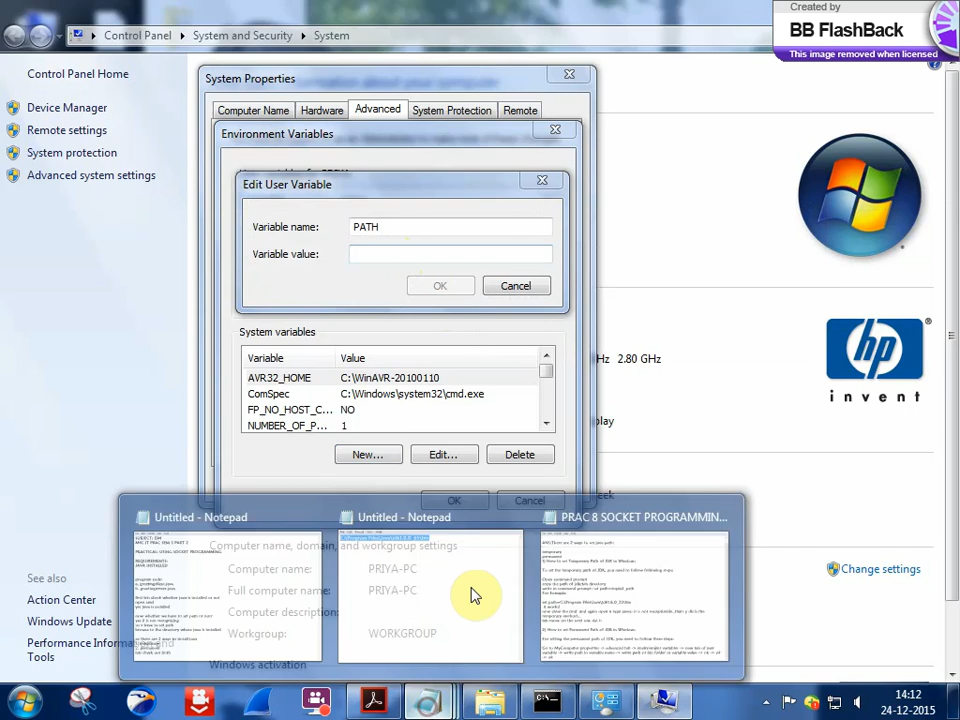 Created by
BB FlashBack
This image removed when licensed
Control Panel
System and Security
System
Control Panel Home
Device Manager
Remote settings
System protection
Advanced system settings
System Properties
Computer Name
Hardware
Advanced
System Protection
Remote
Environment Variables
Edit User Variable
Variable name:
PATH
Variable value:
OK
Cancel
System variables
Variable
Value
AVR32_HOME
C:\WinAVR-20100110
ComSpec
C:\Windows\system32\cmd.exe
FP_NO_HOST_C...
NO
NUMBER_OF_P...
1
New...
Edit...
Delete
OK
Cancel
Hz 2.80 GHz
hp
®
invent
Untitled - Notepad
Untitled - Notepad
PRAC 8 SOCKET PROGRAMMIN...
Computer name, domain, and workgroup settings
Computer name:
PRIYA-PC
Full computer name:
PRIYA-PC
Computer description:
Workgroup:
WORKGROUP
Windows activation
Change settings
See also
Action Center
Windows Update
Performance Information and
Tools
14:12
24-12-2015